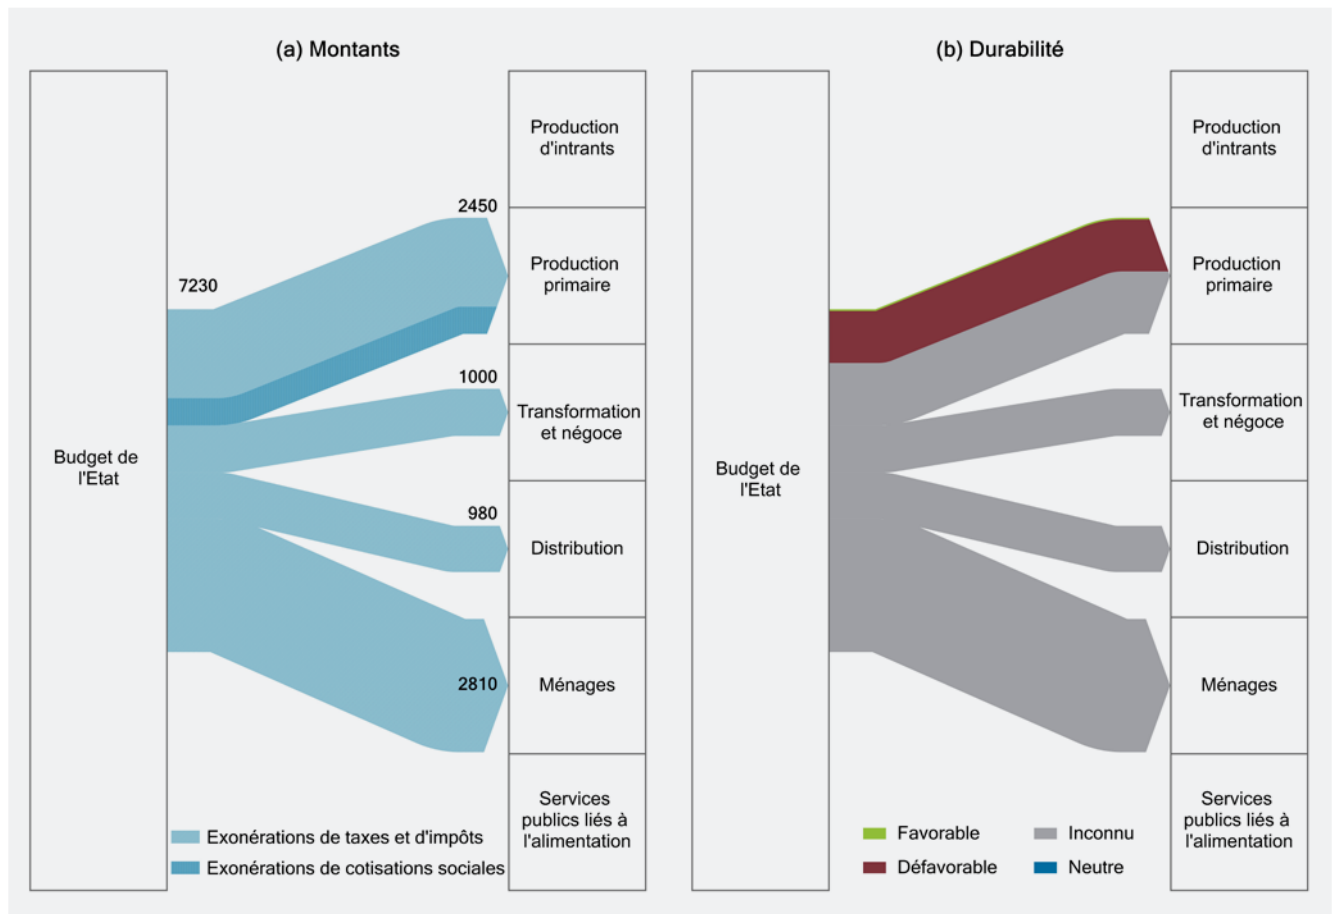 (a) Montants
Production
d'intrants
2450
Production
primaire
7230
1000
Transformation
et négoce
Budget de
l'Etat
980
Distribution
2810
Ménages
Services
publics liés à
l'alimentation
Exonérations de taxes et d'impôts
Exonérations de cotisations sociales
(b) Durabilité
Production
d'intrants
Production
primaire
Transformation
et négoce
Budget de
l'Etat
Distribution
Ménages
Services
publics liés à
l'alimentation
Favorable
Inconnu
Défavorable
Neutre